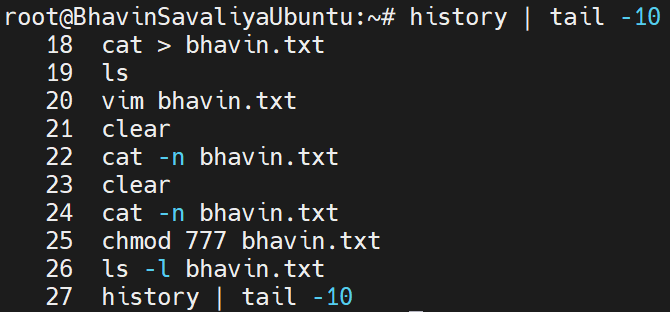 root@BhavinSavaliyaUbuntu:~# history | tail -10
18 cat > bhavin.txt
19 ls
20 vim bhavin.txt
21 clear
22 cat -n bhavin.txt
23 clear
24 cat -n bhavin.txt
25 chmod 777 bhavin.txt
26 ls -l bhavin.txt
27 history | tail -10